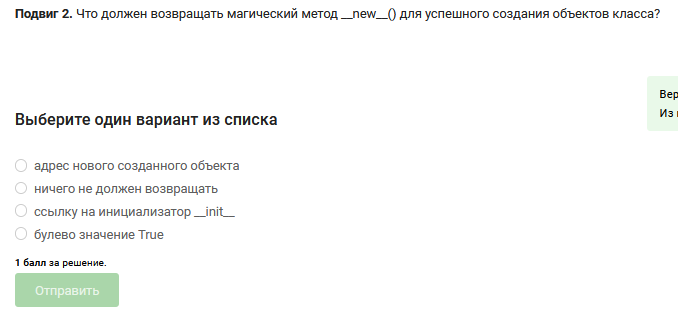 Подвиг 2. Что должен возвращать магический метод __new__() для успешного создания объектов класса?
Вер
Из
Выберите один вариант из списка
адрес нового созданного объекта
ничего не должен возвращать
ссылку на инициализатор __init__
булево значение True
1 балл за решение.
Отправить